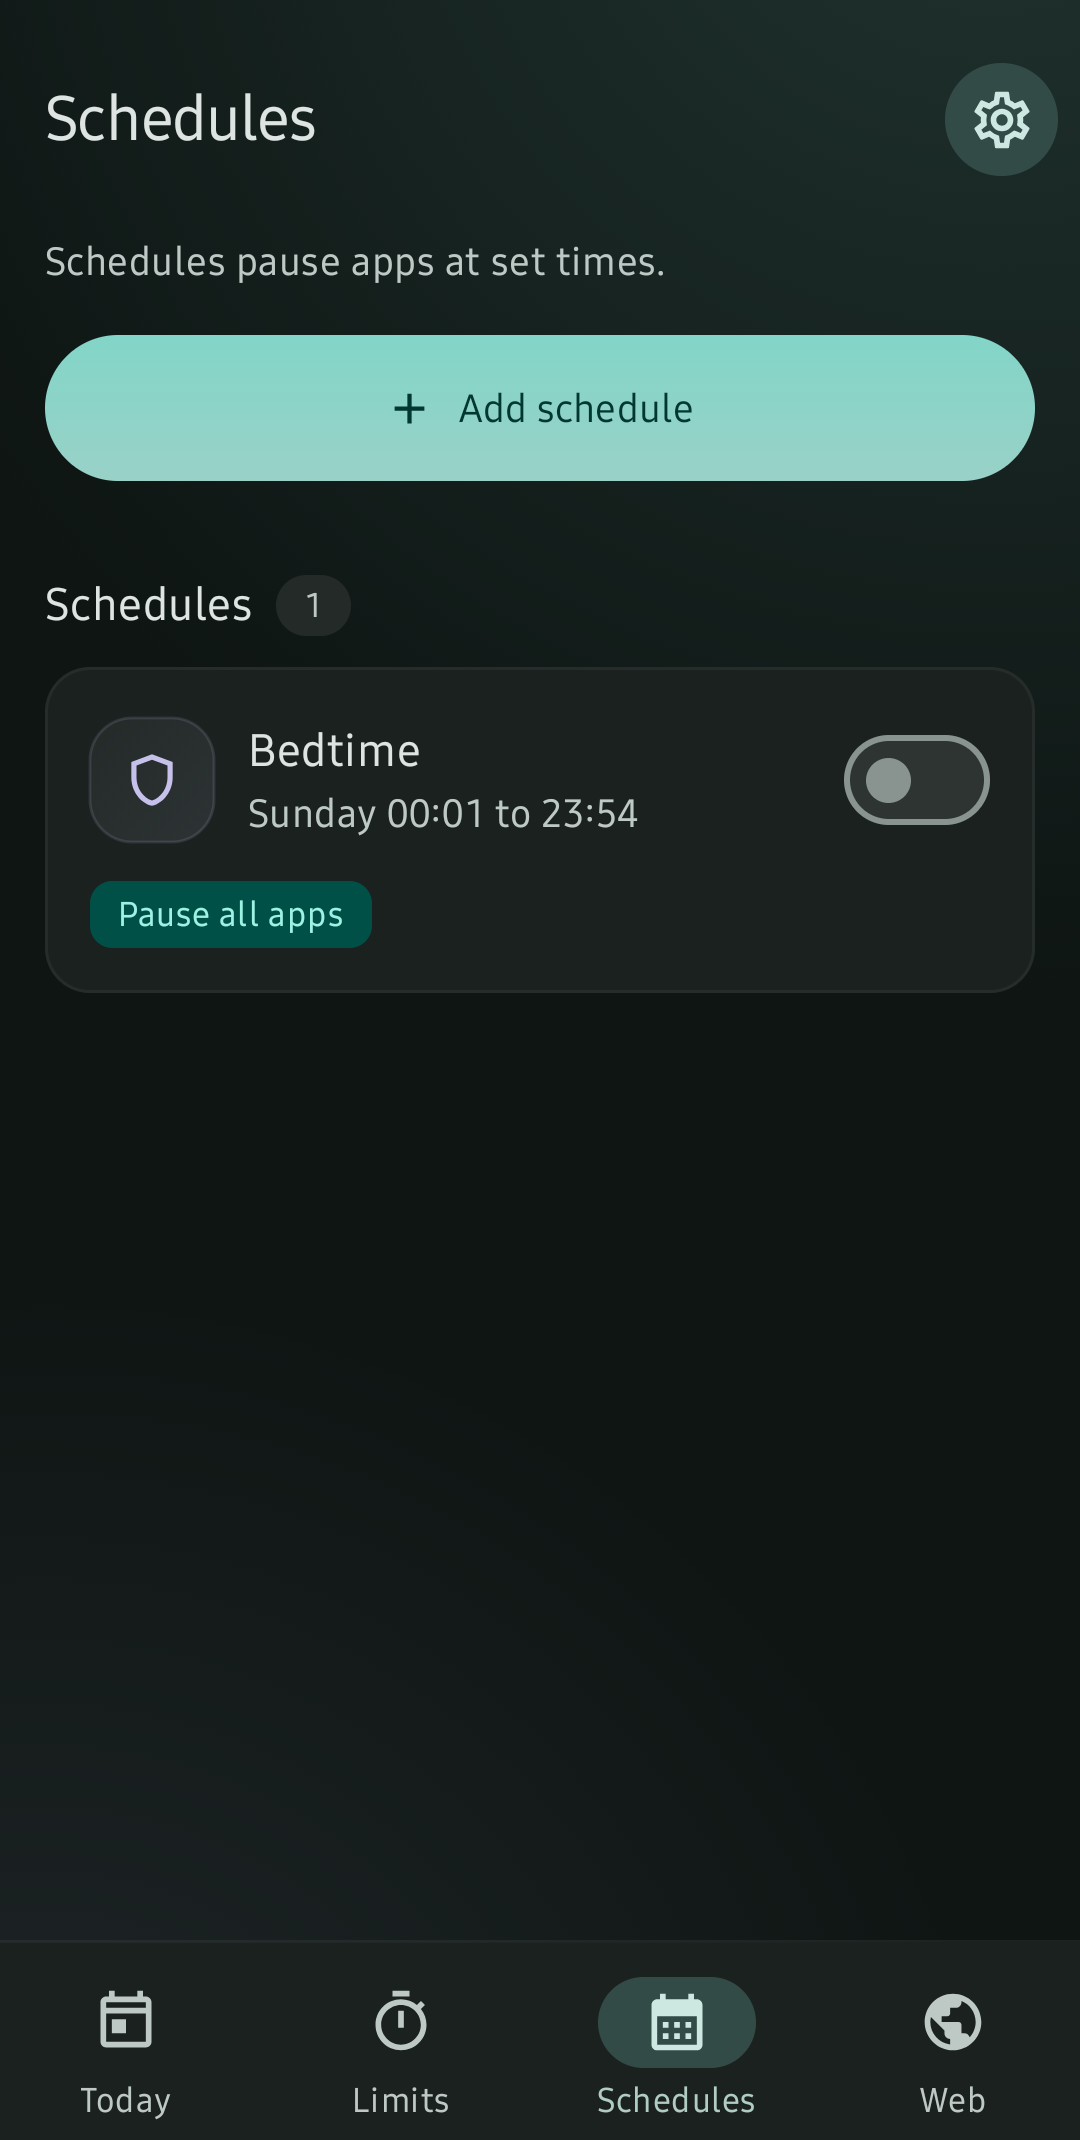 Schedules
Schedules pause apps at set times.
Add schedule
Schedules 1
Bedtime
Sunday 00:01 to 23:54
Pause all apps
Today Limits Schedules Web